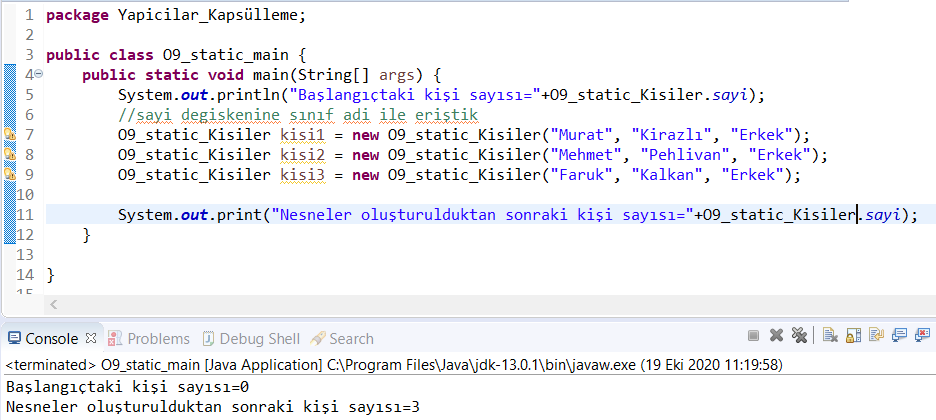 1 package Yapicilar_Kapsülleme;
2
3 public class O9_static_main {
4 public static void main(String[] args) {
5 System.out.println("Başlangıçtaki kişi sayısı="+O9_static_Kisiler.sayi);
6 //sayi degiskenine sınıf adi ile eristik
7 O9_static_Kisiler kisi1 = new O9_static_Kisiler("Murat", "Kirazlı", "Erkek");
8 O9_static_Kisiler kisi2 = new O9_static_Kisiler("Mehmet", "Pehlivan", "Erkek");
9 O9_static_Kisiler kisi3 = new O9_static_Kisiler("Faruk", "Kalkan", "Erkek");
10
11 System.out.print("Nesneler oluşturulduktan sonraki kişi sayısı="+O9_static_Kisiler.sayi);
12 }
13
14 }
15
Console Problems Debug Shell Search
<terminated> O9_static_main [Java Application] C:\Program Files\Java\jdk-13.0.1\bin\javaw.exe (19 Eki 2020 11:19:58)
Başlangıçtaki kişi sayısı=0
Nesneler oluşturulduktan sonraki kişi sayısı=3